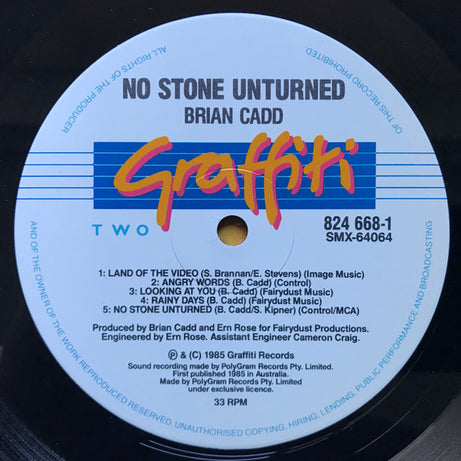 NO STONE UNTURNED
BRIAN CADD
Graffiti
TWO
824 668-1
SMX-64064
1: LAND OF THE VIDEO (S. Brannan/E. Stevens) (Image Music)
2: ANGRY WORDS (B. Cadd) (Control)
3: LOOKING AT YOU (B. Cadd) (Fairydust Music)
4: RAINY DAYS (B. Cadd) (Fairydust Music)
5: NO STONE UNTURNED (B. Cadd/S. Kipner) (Control/MCA)
Produced by Brian Cadd and Ern Rose for Fairydust Productions.
Engineered by Ern Rose. Assistant Engineer Cameron Craig.
℗ & (C) 1985 Graffiti Records
Sound recording made by PolyGram Records Pty. Limited.
First published 1985 in Australia.
Made by PolyGram Records Pty. Limited
under exclusive licence.
33 RPM
ALL RIGHTS OF THE PRODUCER AND OF THE OWNER OF THE WORK REPRODUCED RESERVED. UNAUTHORISED COPYING, HIRING, LENDING, PUBLIC PERFORMANCE AND BROADCASTING OF THIS RECORD PROHIBITED.